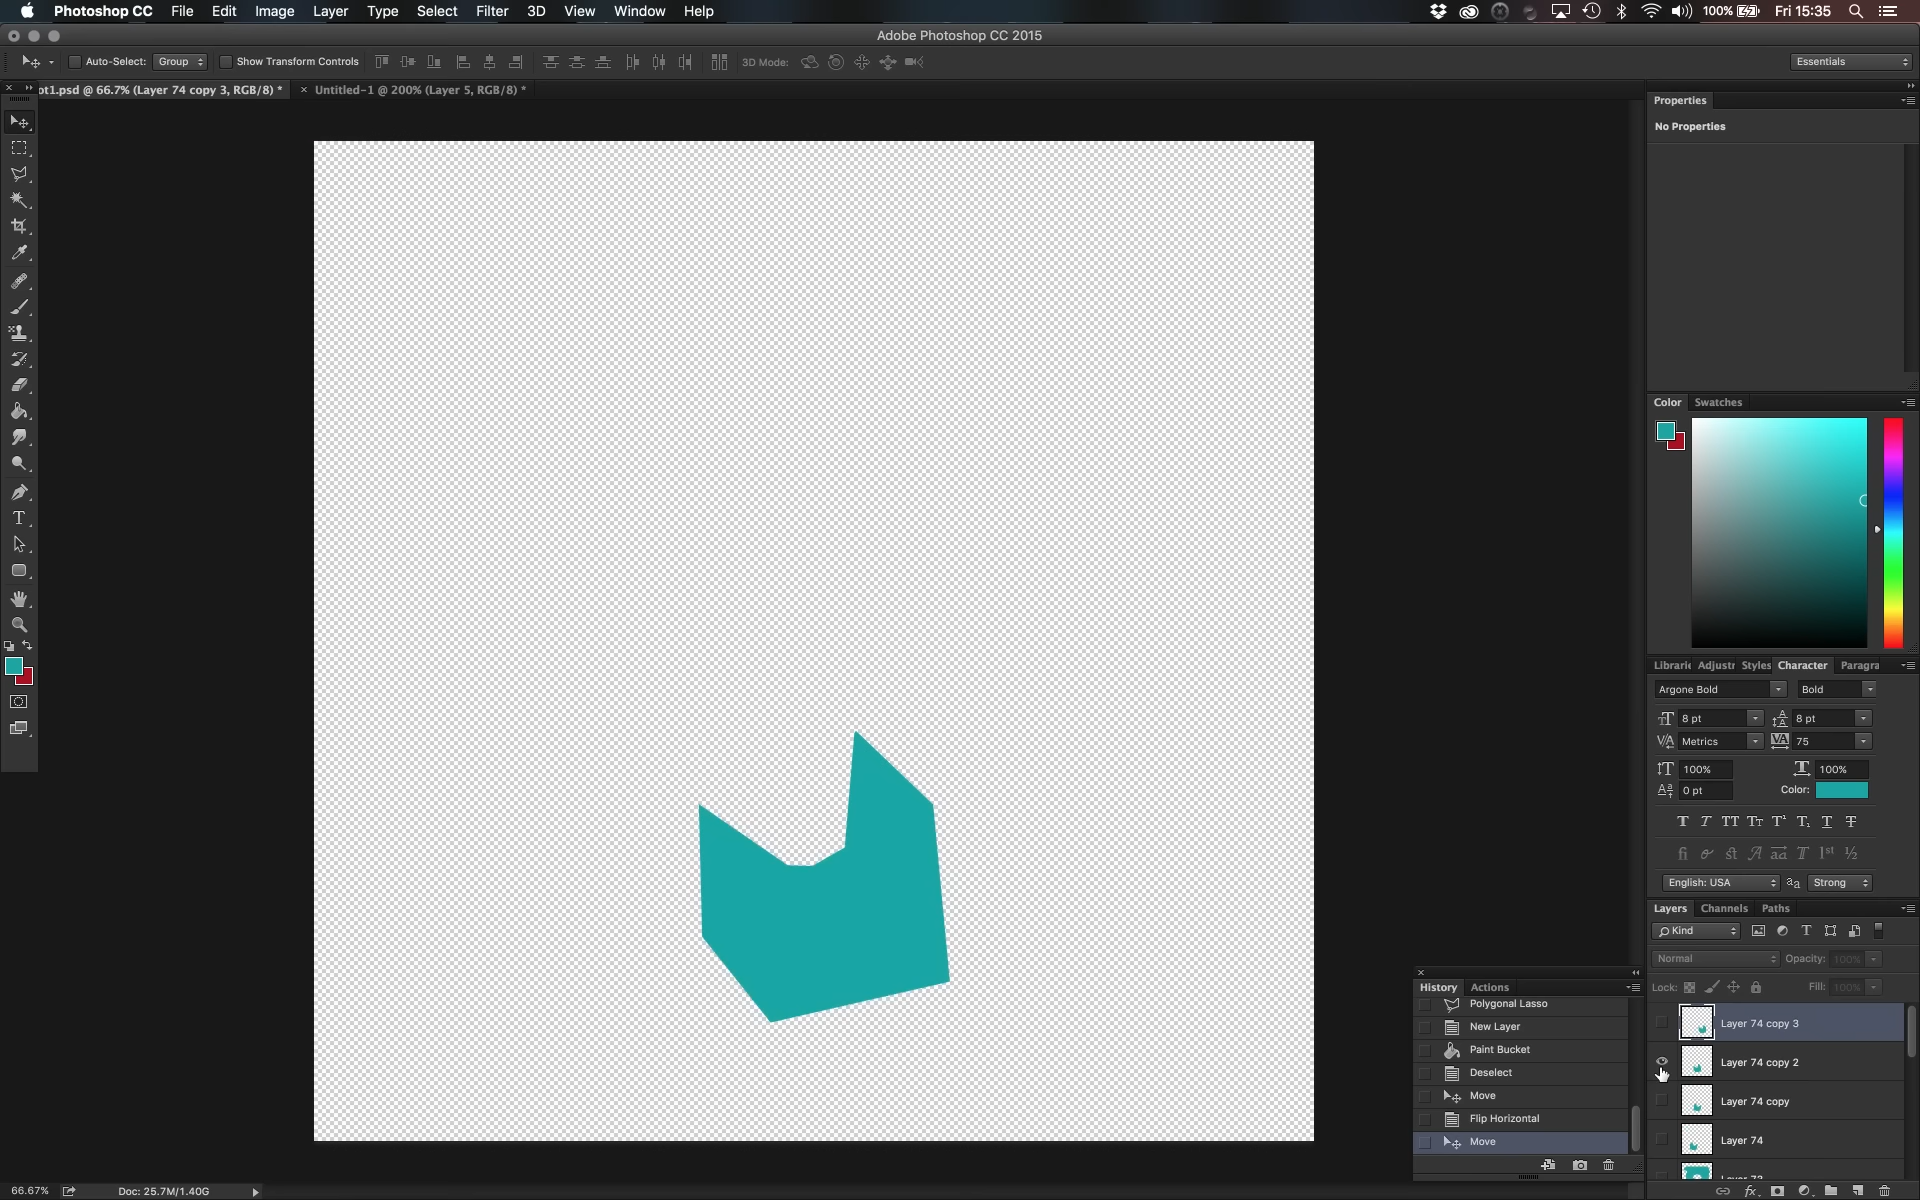 Photoshop CC File Edit Image Layer Type Select Filter 3D View Window Help 100% Fri 15:35
Adobe Photoshop CC 2015
Auto-Select: Group Show Transform Controls 3D Mode: Essentials
pt1.psd @ 66.7% (Layer 74 copy 3, RGB/8) * Untitled-1 @ 200% (Layer 5, RGB/8) *
Properties
No Properties
Color Swatches
Librarie Adjustr Styles Character Paragra
Argone Bold Bold
8 pt 8 pt
Metrics 75
100% 100%
0 pt Color:
English: USA aa Strong
Layers Channels Paths
Kind
Normal Opacity: 100%
Lock: Fill: 100%
Layer 74 copy 3
Layer 74 copy 2
Layer 74 copy
Layer 74
Layer 73
History Actions
Polygonal Lasso
New Layer
Paint Bucket
Deselect
Move
Flip Horizontal
Move
66.67% Doc: 25.7M/1.40G